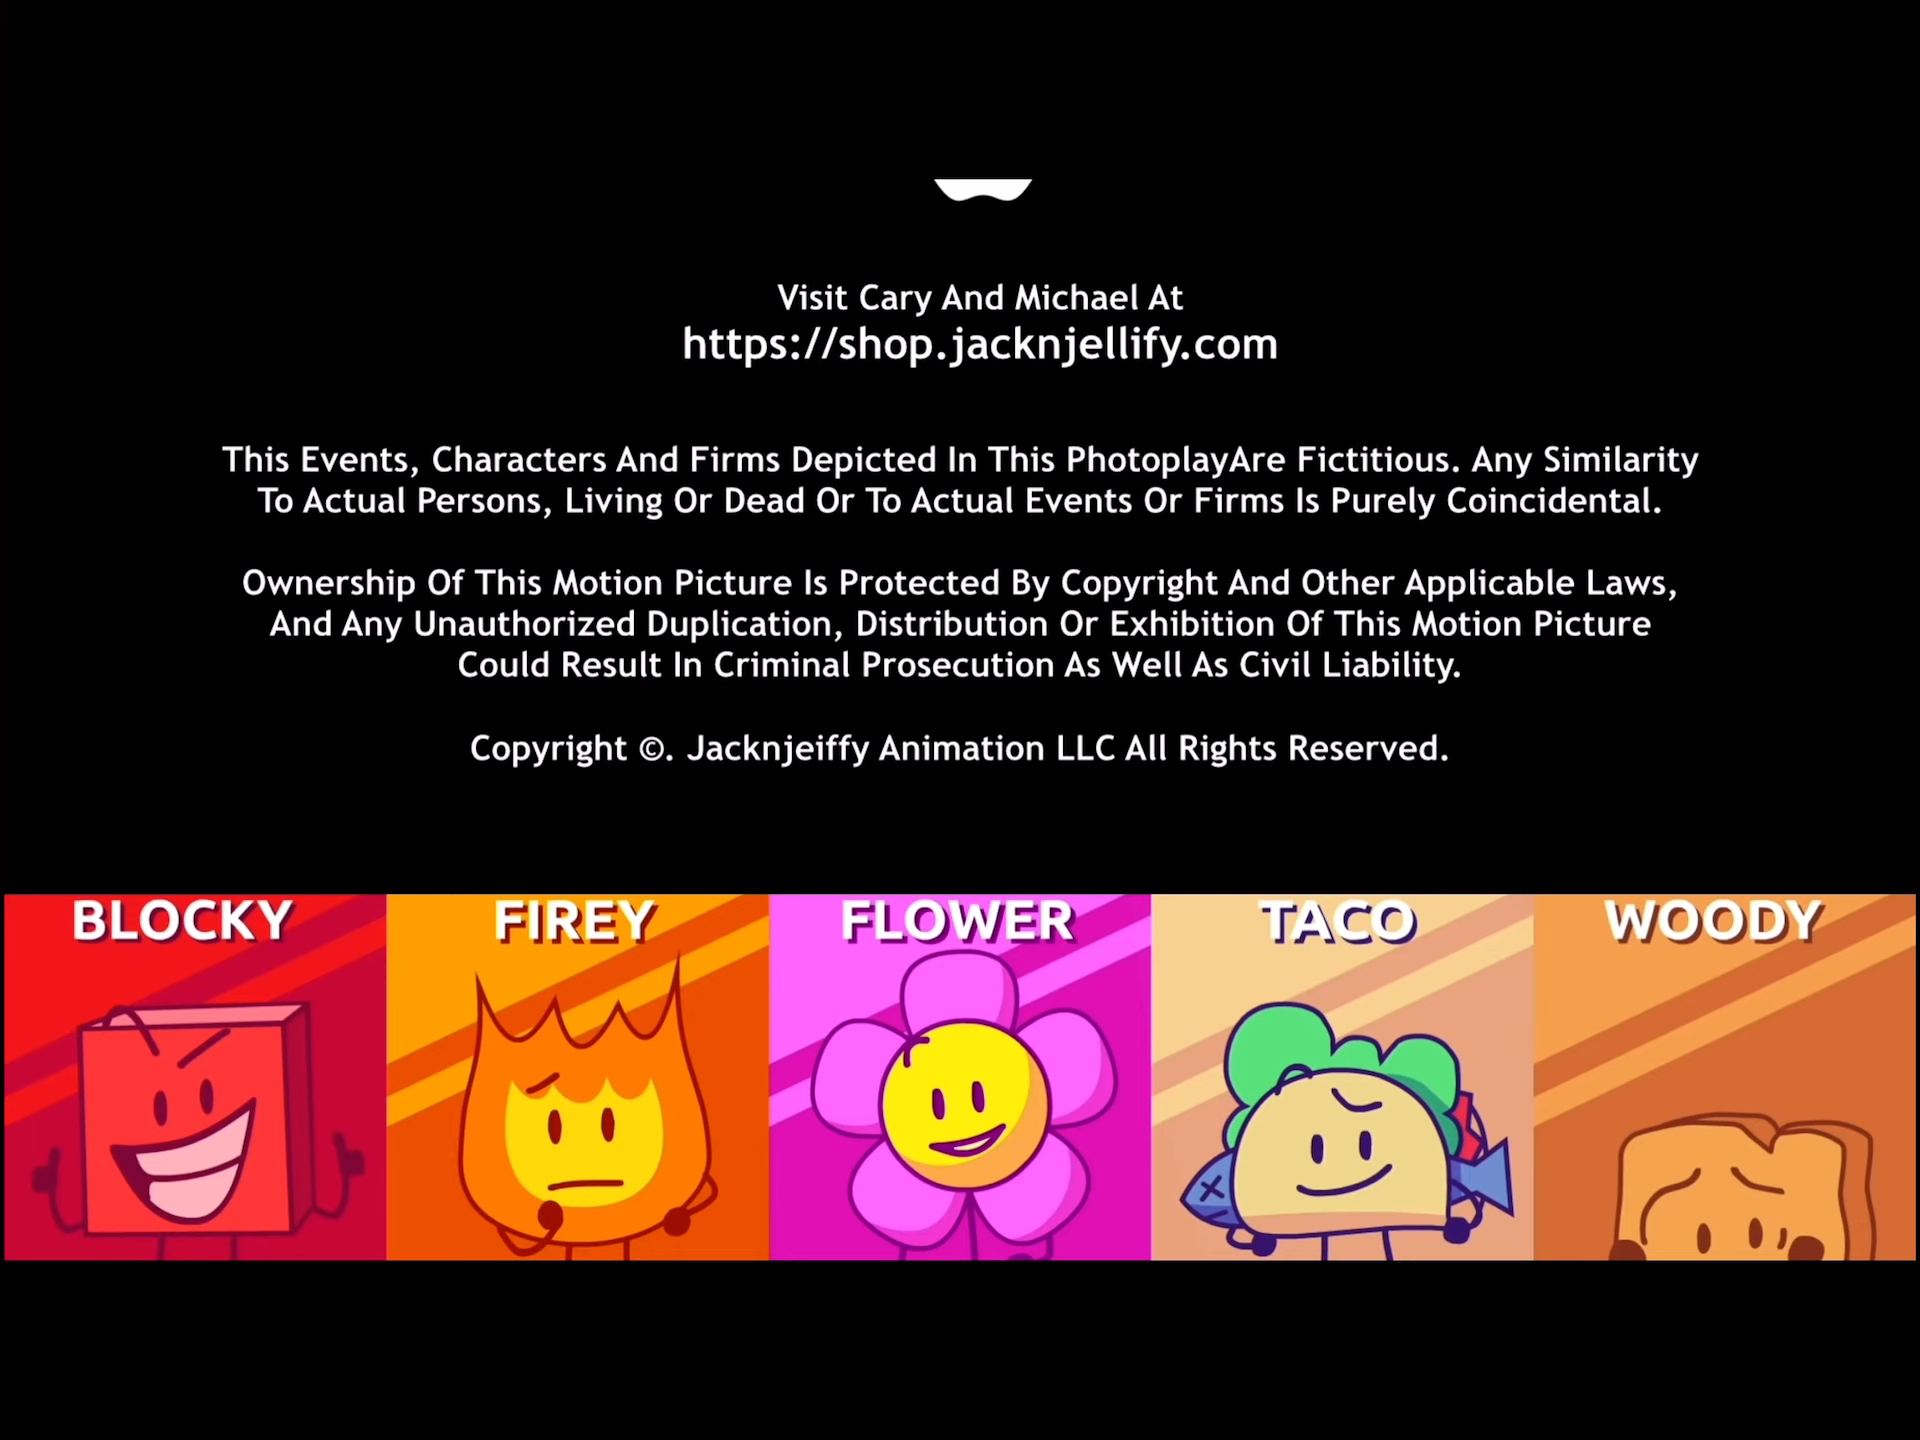 Visit Cary And Michael At
https://shop.jacknjellify.com
This Events, Characters And Firms Depicted In This PhotoplayAre Fictitious. Any Similarity
To Actual Persons, Living Or Dead Or To Actual Events Or Firms Is Purely Coincidental.
Ownership Of This Motion Picture Is Protected By Copyright And Other Applicable Laws,
And Any Unauthorized Duplication, Distribution Or Exhibition Of This Motion Picture
Could Result In Criminal Prosecution As Well As Civil Liability.
Copyright ©. Jacknjeiffy Animation LLC All Rights Reserved.
BLOCKY FIREY FLOWER TACO WOODY